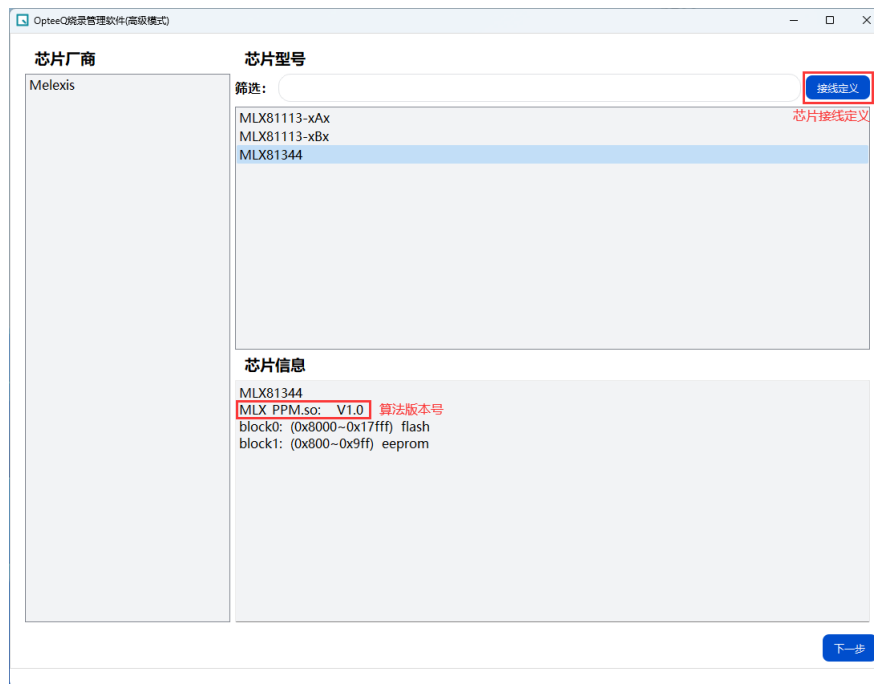 OpteeQ烧录管理软件(高级模式)
芯片厂商
Melexis
芯片型号
筛选：
接线定义
芯片接线定义
MLX81113-xAx
MLX81113-xBx
MLX81344
芯片信息
MLX81344
MLX PPM.so: V1.0 算法版本号
block0: (0x8000~0x17fff) flash
block1: (0x800~0x9ff) eeprom
下一步